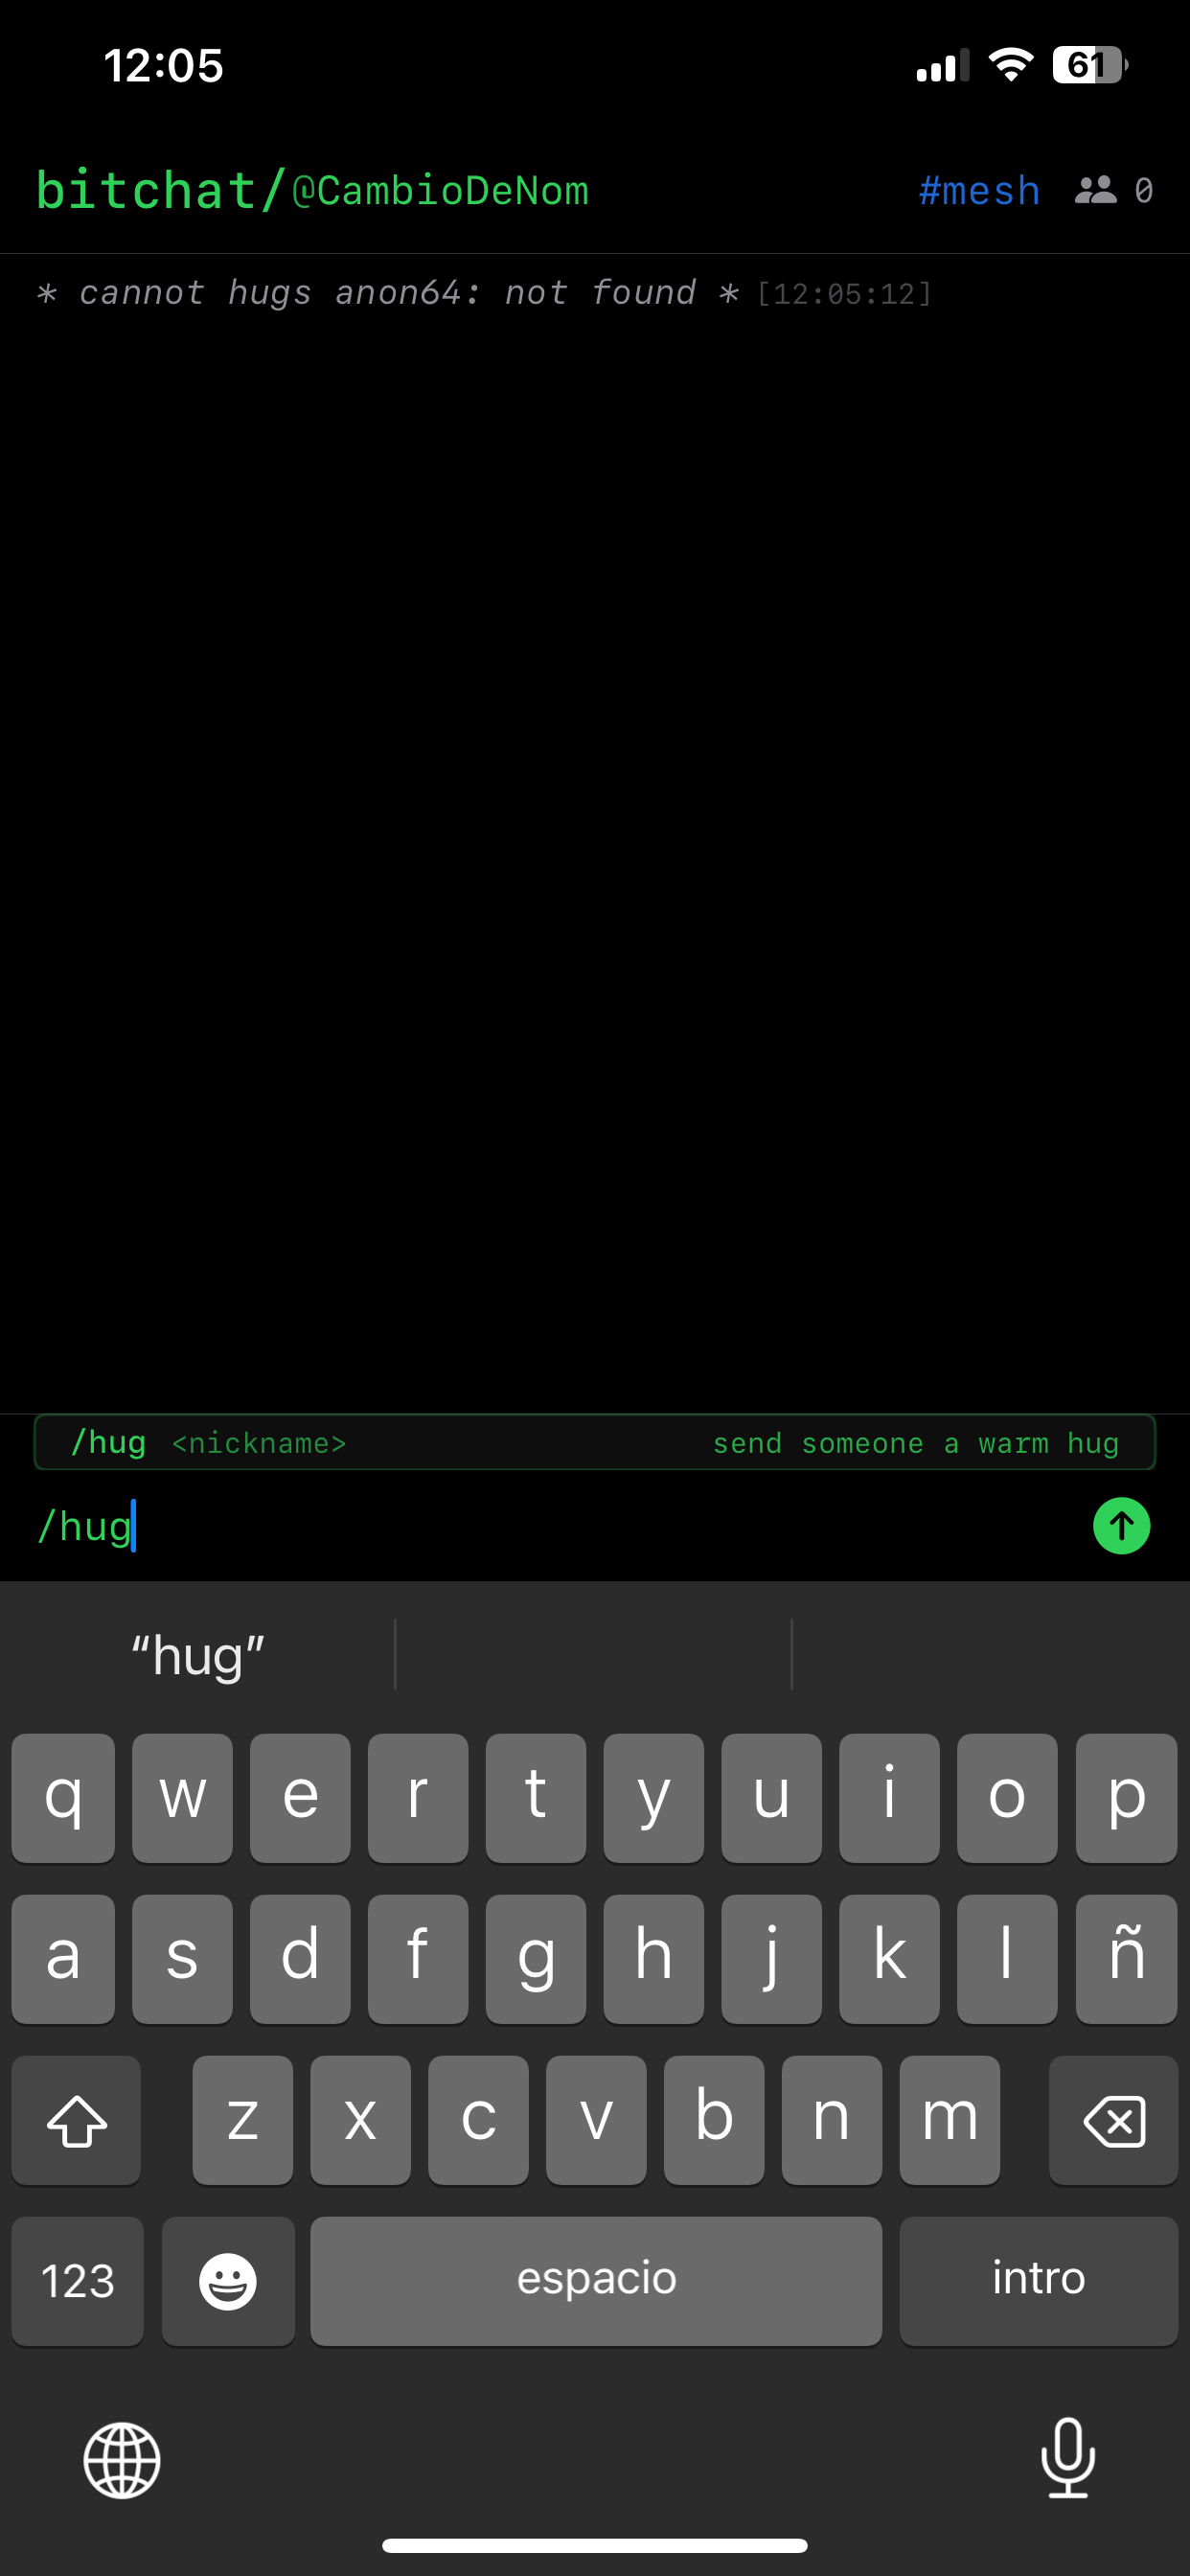 12:05 61
bitchat/@CambioDeNom #mesh 0
* cannot hugs anon64: not found * [12:05:12]
/hug <nickname> send someone a warm hug
/hug
“hug”
q w e r t y u i o p
a s d f g h j k l ñ
z x c v b n m
123 espacio intro